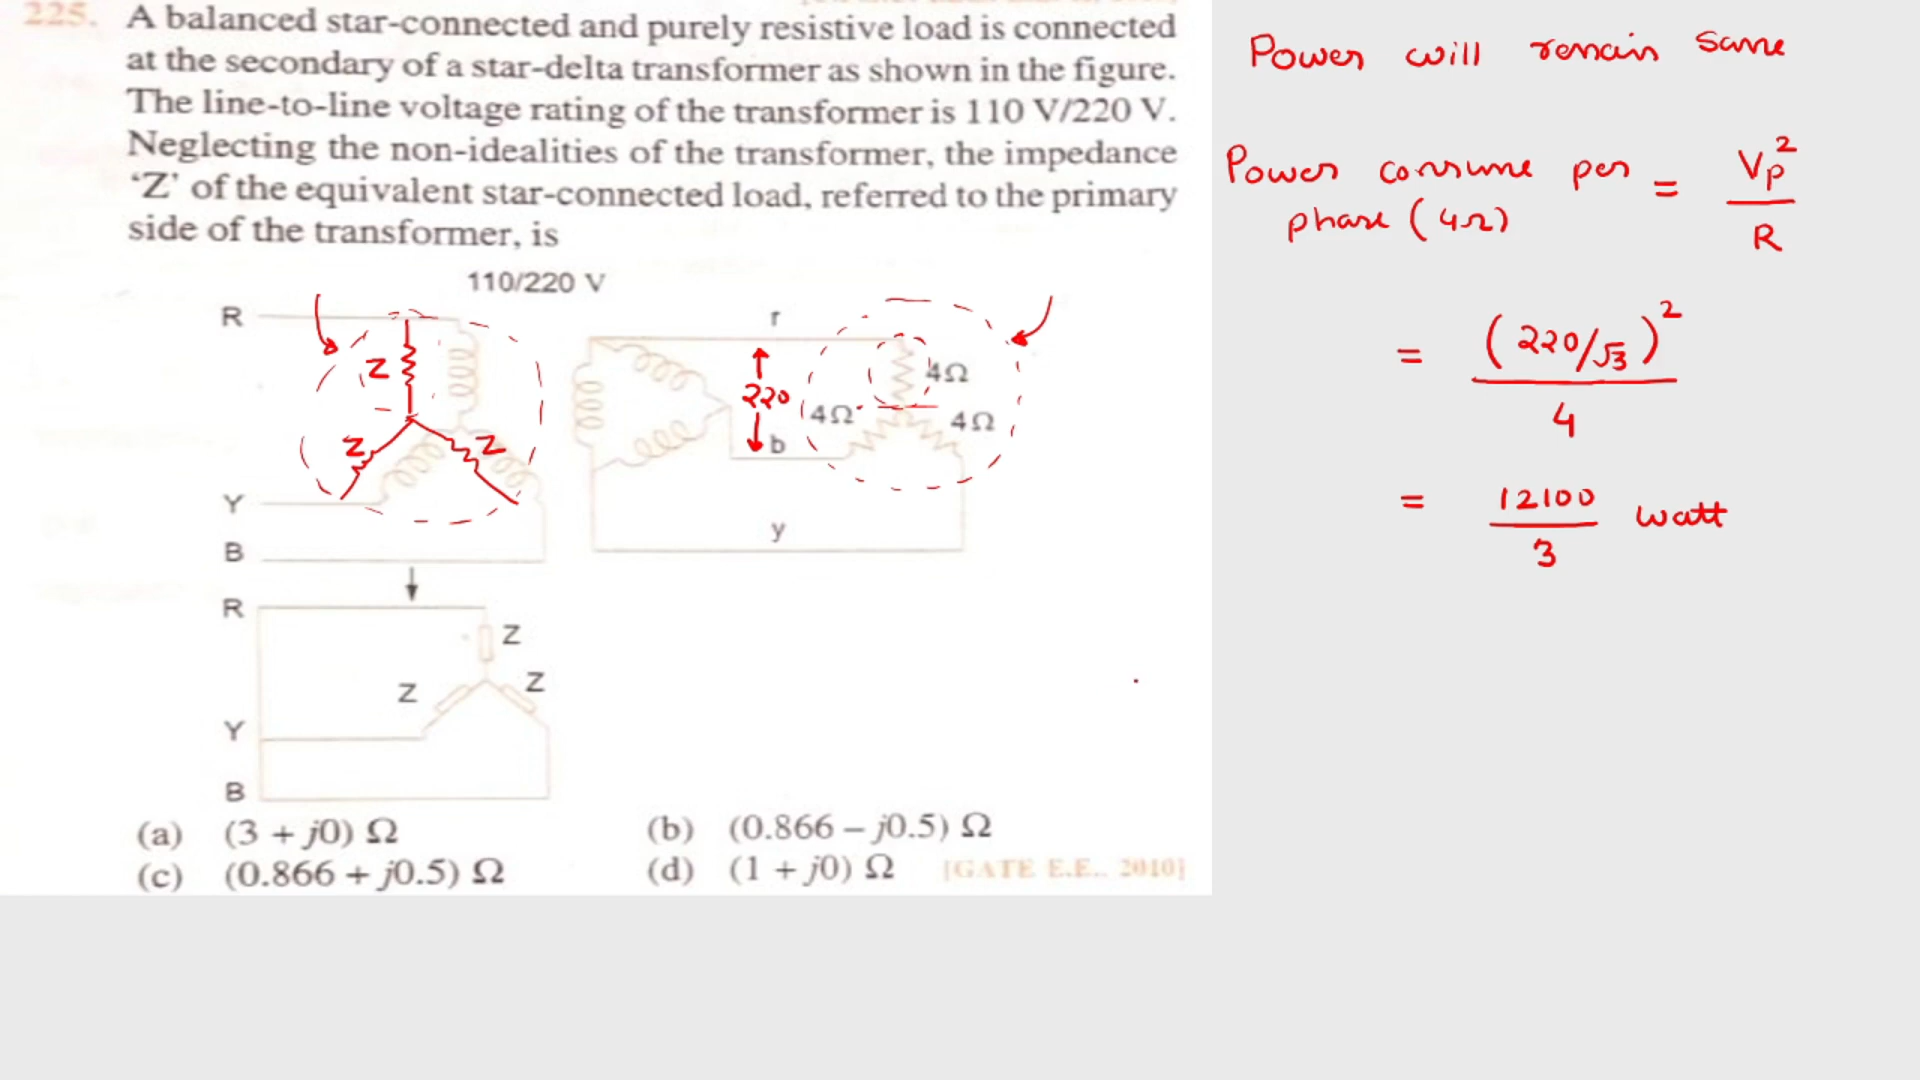 225. A balanced star-connected and purely resistive load is connected
at the secondary of a star-delta transformer as shown in the figure.
The line-to-line voltage rating of the transformer is 110 V/220 V.
Neglecting the non-idealities of the transformer, the impedance
'Z' of the equivalent star-connected load, referred to the primary
side of the transformer, is
110/220 V
R
r
Z
4Ω
220
4Ω
4Ω
Z
Z
b
Y
y
B
R
Z
Z
Z
Y
B
(a) (3 + j0) Ω
(b) (0.866 – j0.5) Ω
(c) (0.866 + j0.5) Ω
(d) (1 + j0) Ω
[GATE E.E.. 2010]
Power will remain same
Power consume per phase (4Ω) = Vp² / R
= (220/√3)² / 4
= 12100 / 3 watt